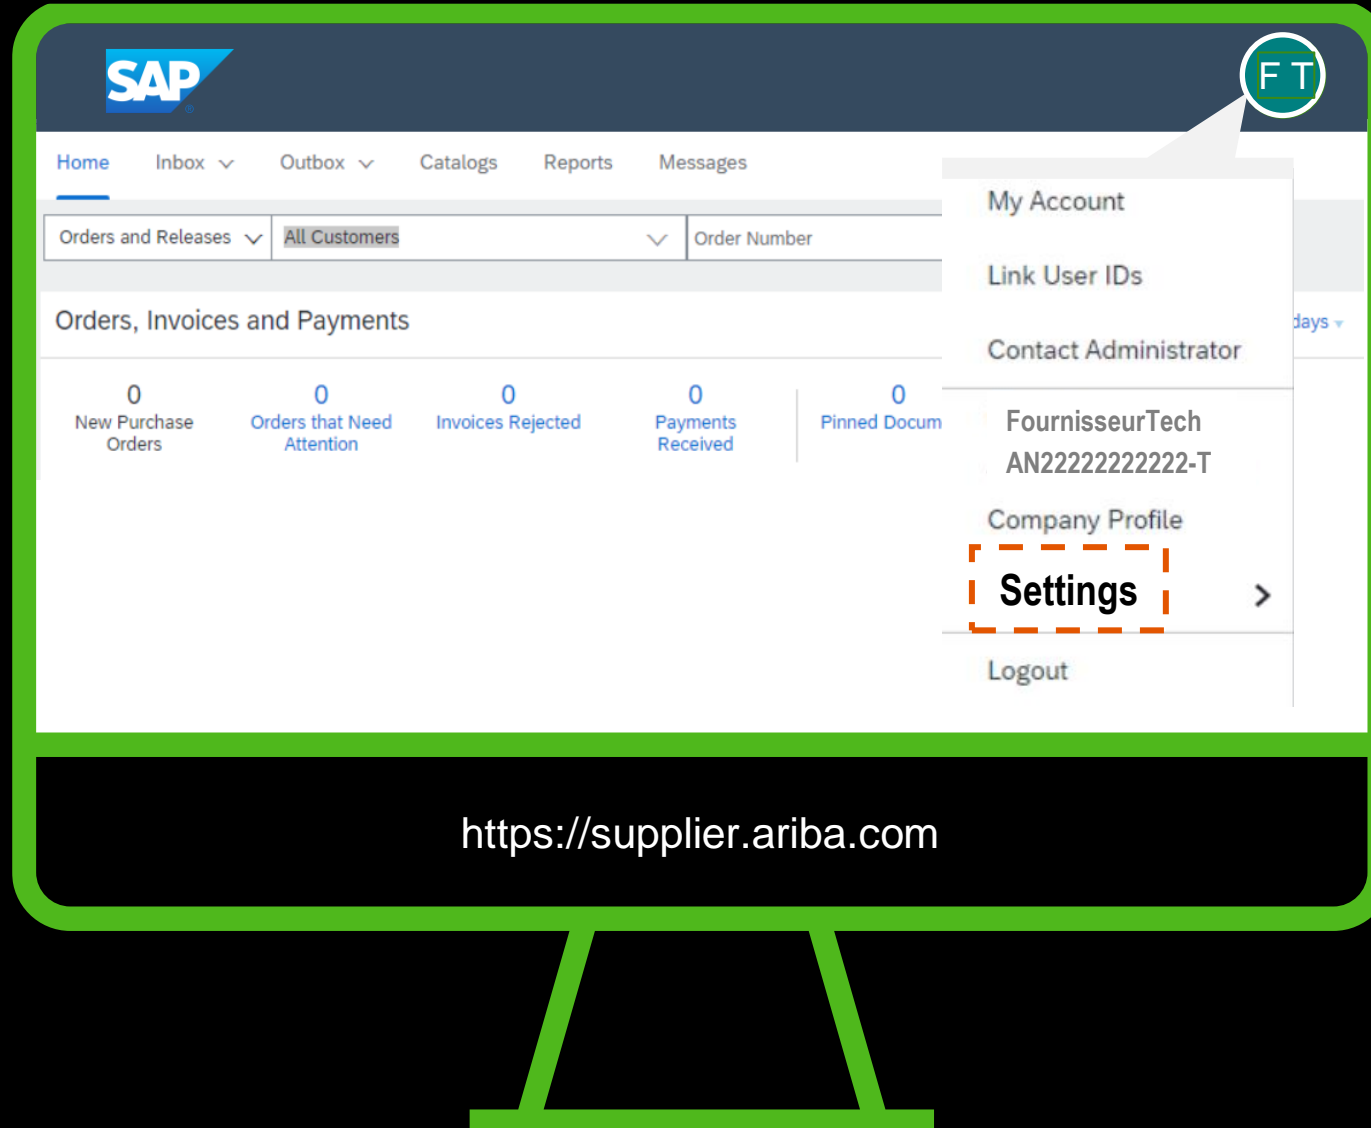 SAP
F T
Home Inbox Outbox Catalogs Reports Messages
Orders and Releases All Customers Order Number
Orders, Invoices and Payments
days
0
New Purchase
Orders
0
Orders that Need
Attention
0
Invoices Rejected
0
Payments
Received
0
Pinned Docum
My Account
Link User IDs
Contact Administrator
FournisseurTech
AN22222222222-T
Company Profile
Settings
Logout
https://supplier.ariba.com